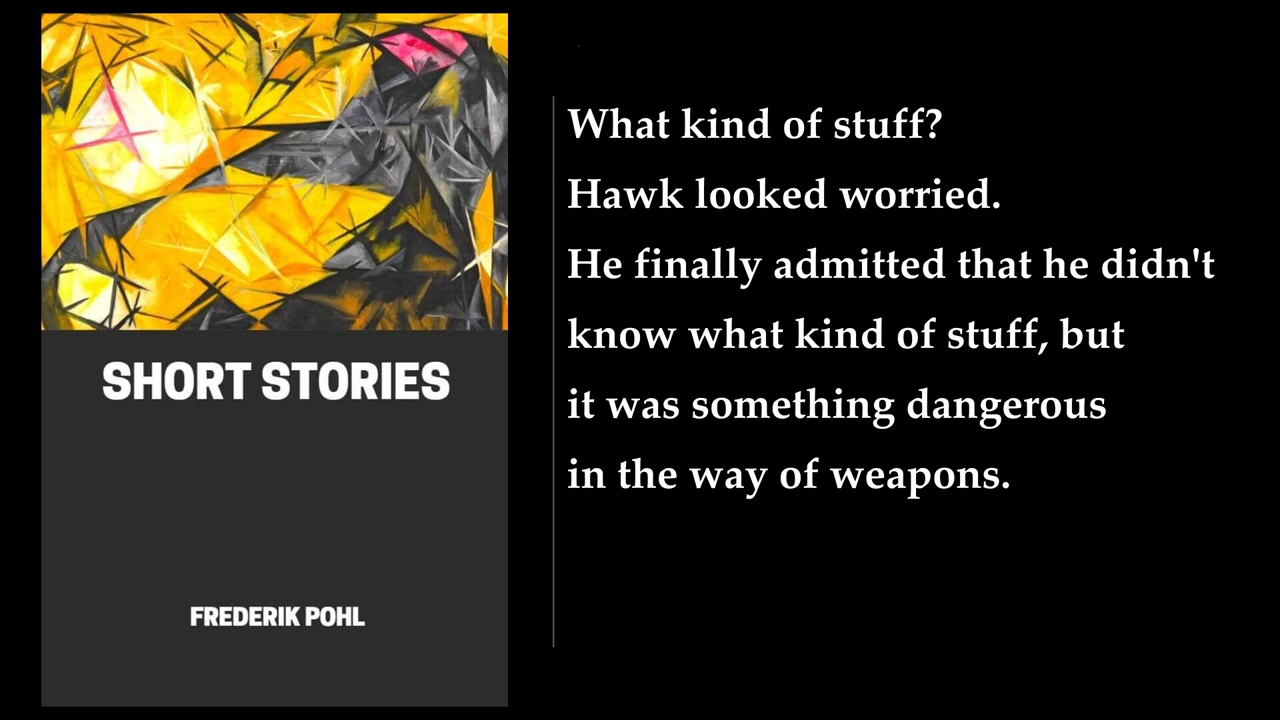 SHORT STORIES
FREDERIK POHL
What kind of stuff?
Hawk looked worried.
He finally admitted that he didn't
know what kind of stuff, but
it was something dangerous
in the way of weapons.